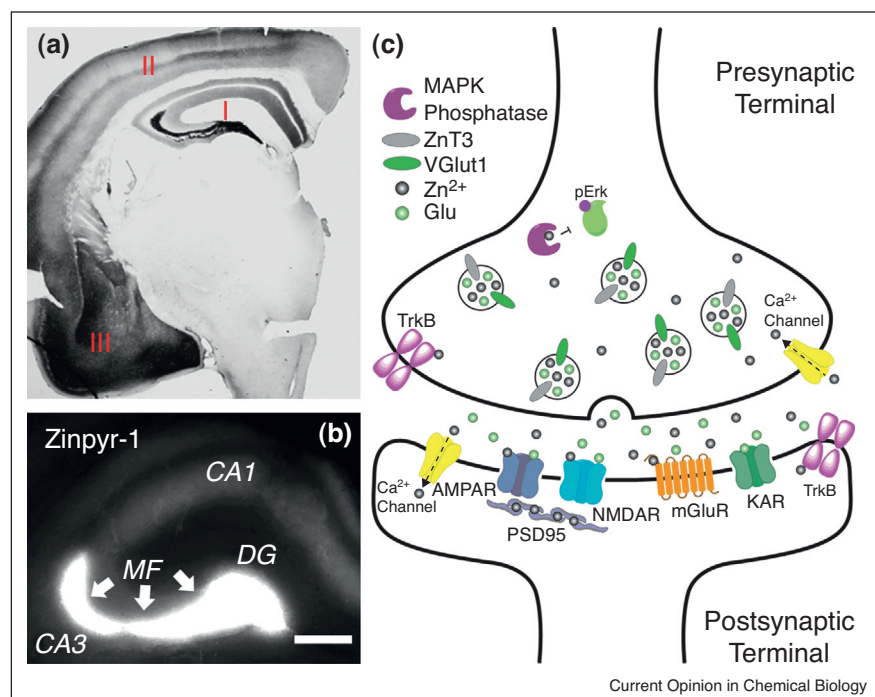 (a)
II
I
III
Zinpyr-1
(b)
CA1
MF
DG
CA3
(c)
MAPK
Phosphatase
ZnT3
VGlut1
Zn2+
Glu
Presynaptic
Terminal
pErk
TrkB
Ca2+
Channel
Ca2+
Channel
AMPAR
PSD95
NMDAR
mGluR
KAR
TrkB
Postsynaptic
Terminal
Current Opinion in Chemical Biology